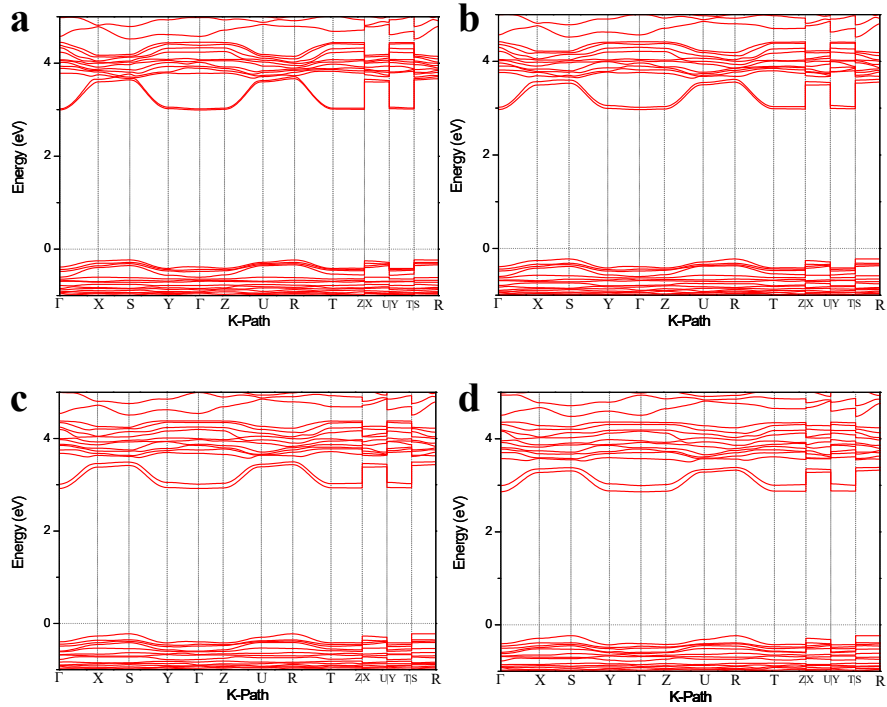 a
4
2
0
Energy (eV)
Γ X S Y Γ Z U R T Z|X U|Y T|S R
K-Path
b
4
2
0
Energy (eV)
Γ X S Y Γ Z U R T Z|X U|Y T|S R
K-Path
c
4
2
0
Energy (eV)
Γ X S Y Γ Z U R T Z|X U|Y T|S R
K-Path
d
4
2
0
Energy (eV)
Γ X S Y Γ Z U R T Z|X U|Y T|S R
K-Path